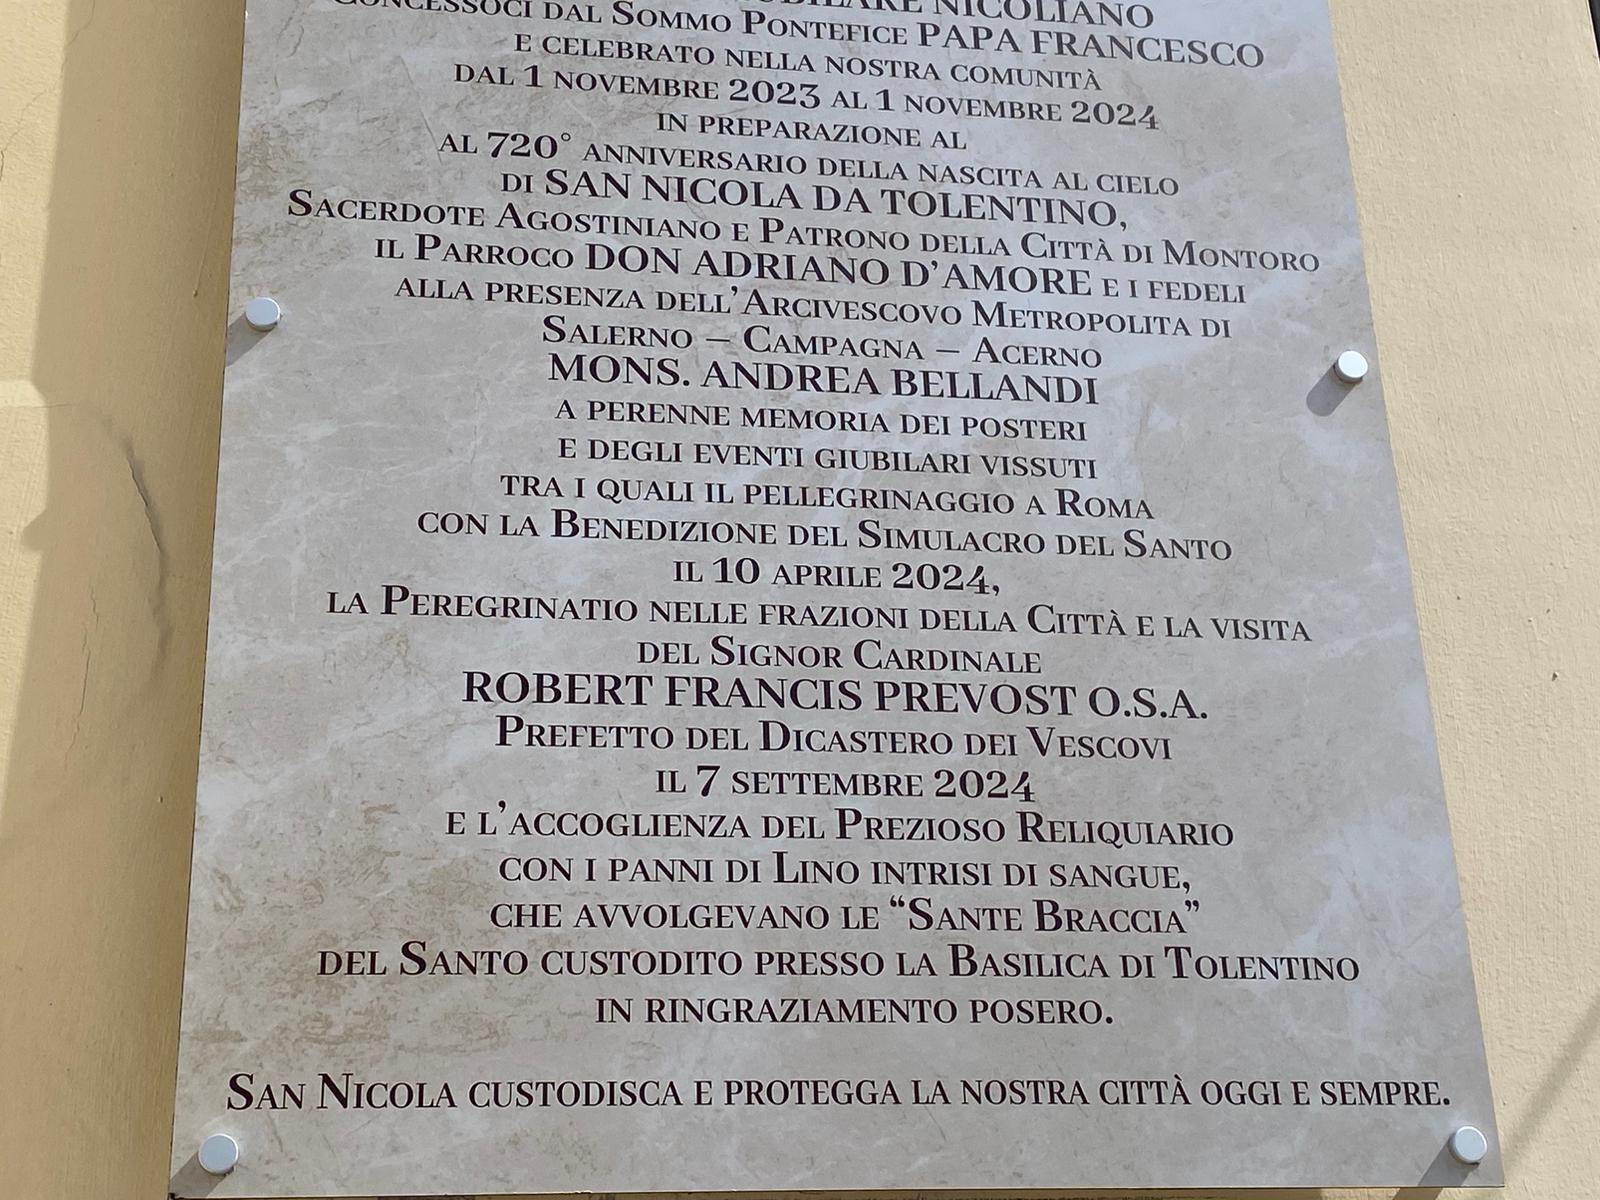 GIUBILARE NICOLIANO
CONCESSOCI DAL SOMMO PONTEFICE PAPA FRANCESCO
E CELEBRATO NELLA NOSTRA COMUNITÀ
DAL 1 NOVEMBRE 2023 AL 1 NOVEMBRE 2024
IN PREPARAZIONE AL
AL 720° ANNIVERSARIO DELLA NASCITA AL CIELO
DI SAN NICOLA DA TOLENTINO,
SACERDOTE AGOSTINIANO E PATRONO DELLA CITTÀ DI MONTORO
IL PARROCO DON ADRIANO D'AMORE E I FEDELI
ALLA PRESENZA DELL'ARCIVESCOVO METROPOLITA DI
SALERNO – CAMPAGNA – ACERNO
MONS. ANDREA BELLANDI
A PERENNE MEMORIA DEI POSTERI
E DEGLI EVENTI GIUBILARI VISSUTI
TRA I QUALI IL PELLEGRINAGGIO A ROMA
CON LA BENEDIZIONE DEL SIMULACRO DEL SANTO
IL 10 APRILE 2024,
LA PEREGRINATIO NELLE FRAZIONI DELLA CITTÀ E LA VISITA
DEL SIGNOR CARDINALE
ROBERT FRANCIS PREVOST O.S.A.
PREFETTO DEL DICASTERO DEI VESCOVI
IL 7 SETTEMBRE 2024
E L'ACCOGLIENZA DEL PREZIOSO RELIQUIARIO
CON I PANNI DI LINO INTRISI DI SANGUE,
CHE AVVOLGEVANO LE “SANTE BRACCIA”
DEL SANTO CUSTODITO PRESSO LA BASILICA DI TOLENTINO
IN RINGRAZIAMENTO POSERO.
SAN NICOLA CUSTODISCA E PROTEGGA LA NOSTRA CITTÀ OGGI E SEMPRE.